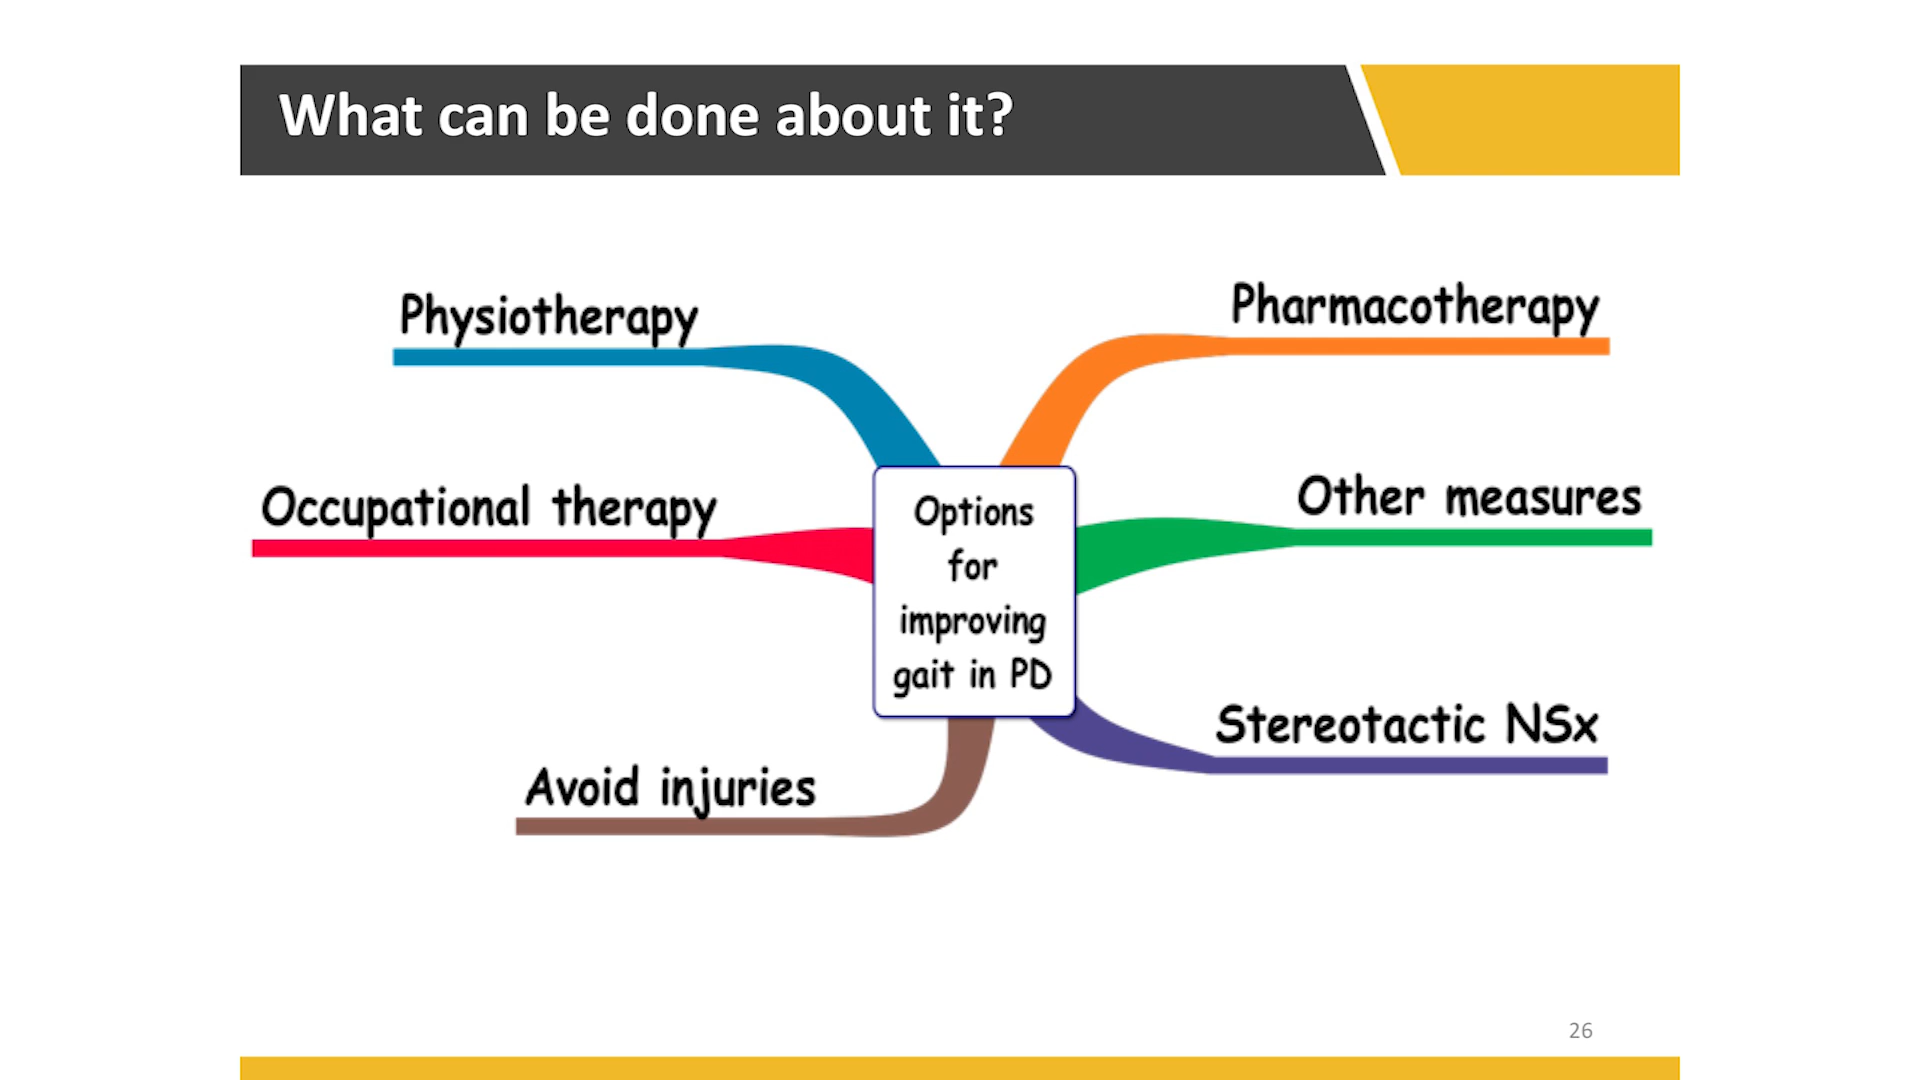 What can be done about it?
Physiotherapy
Pharmacotherapy
Occupational therapy
Other measures
Options
for
improving
gait in PD
Stereotactic NSx
Avoid injuries
26